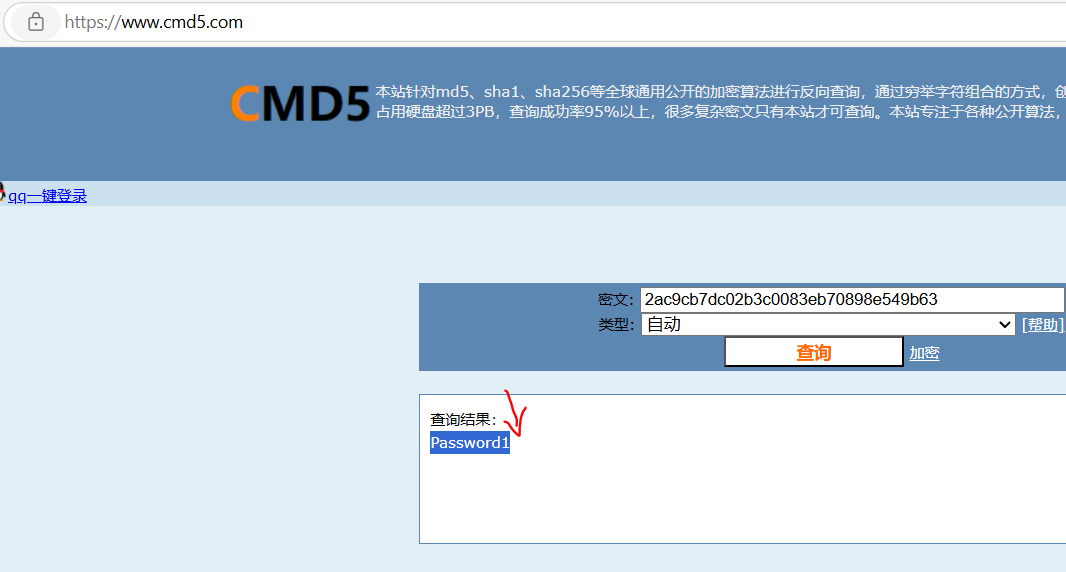 https://www.cmd5.com
CMD5
本站针对md5、sha1、sha256等全球通用公开的加密算法进行反向查询，通过穷举字符组合的方式，创
占用硬盘超过3PB，查询成功率95%以上，很多复杂密文只有本站才可查询。本站专注于各种公开算法，
qq一键登录
密文：2ac9cb7dc02b3c0083eb70898e549b63
类型：自动 [帮助]
查询 加密
查询结果：
Password1